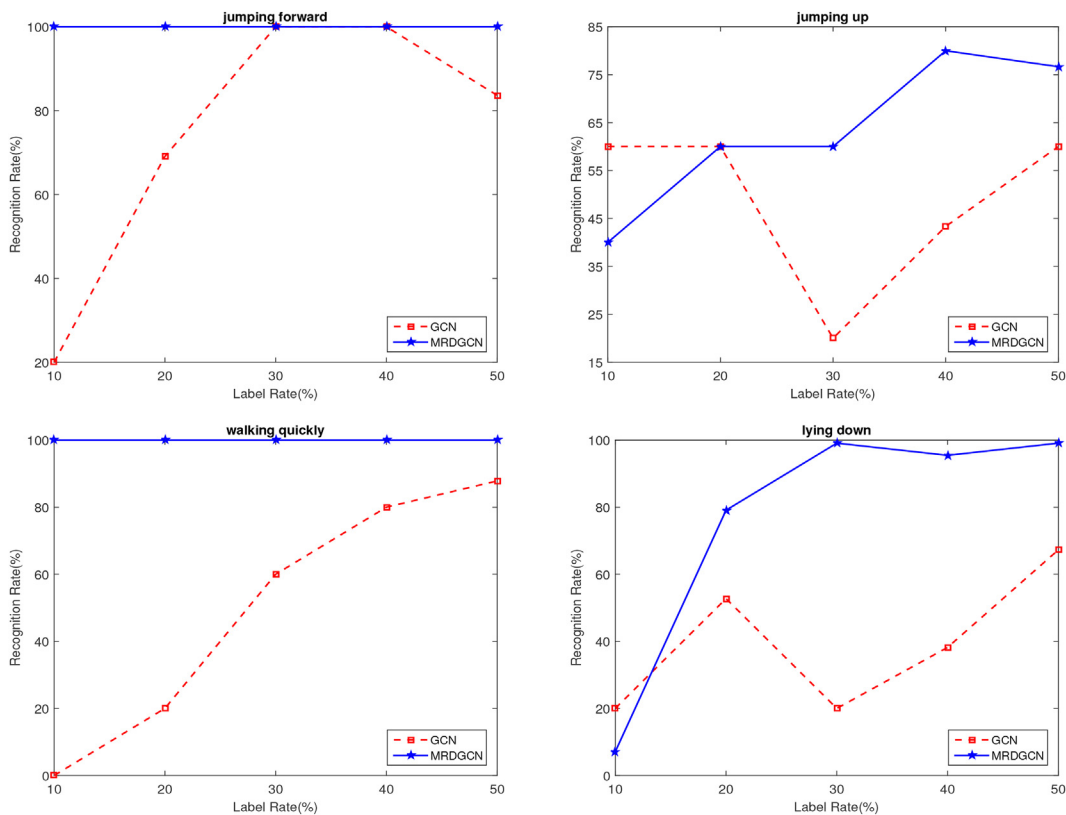 jumping forward
100
80
60
40
20
10
20
30
40
50
Recognition Rate(%)
Label Rate(%)
GCN
MRDGCN
jumping up
85
75
65
55
45
35
25
15
10
20
30
40
50
Recognition Rate(%)
Label Rate(%)
GCN
MRDGCN
walking quickly
100
80
60
40
20
0
10
20
30
40
50
Recognition Rate(%)
Label Rate(%)
GCN
MRDGCN
lying down
100
80
60
40
20
0
10
20
30
40
50
Recognition Rate(%)
Label Rate(%)
GCN
MRDGCN